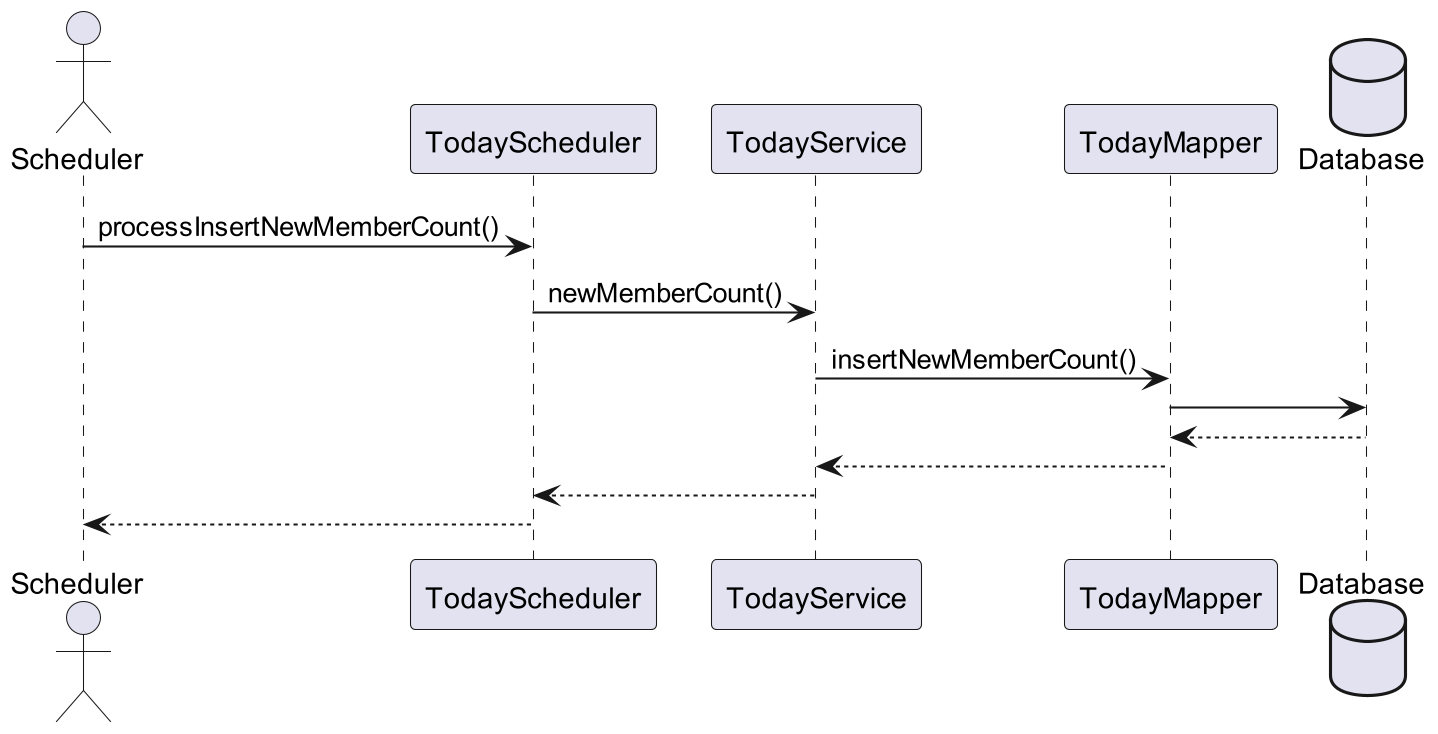 Scheduler
TodayScheduler
TodayService
TodayMapper
Database
processInsertNewMemberCount()
newMemberCount()
insertNewMemberCount()
Scheduler
TodayScheduler
TodayService
TodayMapper
Database